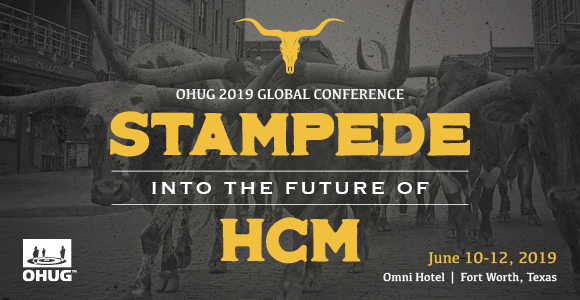 OHUG 2019 GLOBAL CONFERENCE
STAMPEDE
INTO THE FUTURE OF
HCM
OHUG™
June 10-12, 2019
Omni Hotel | Fort Worth, Texas